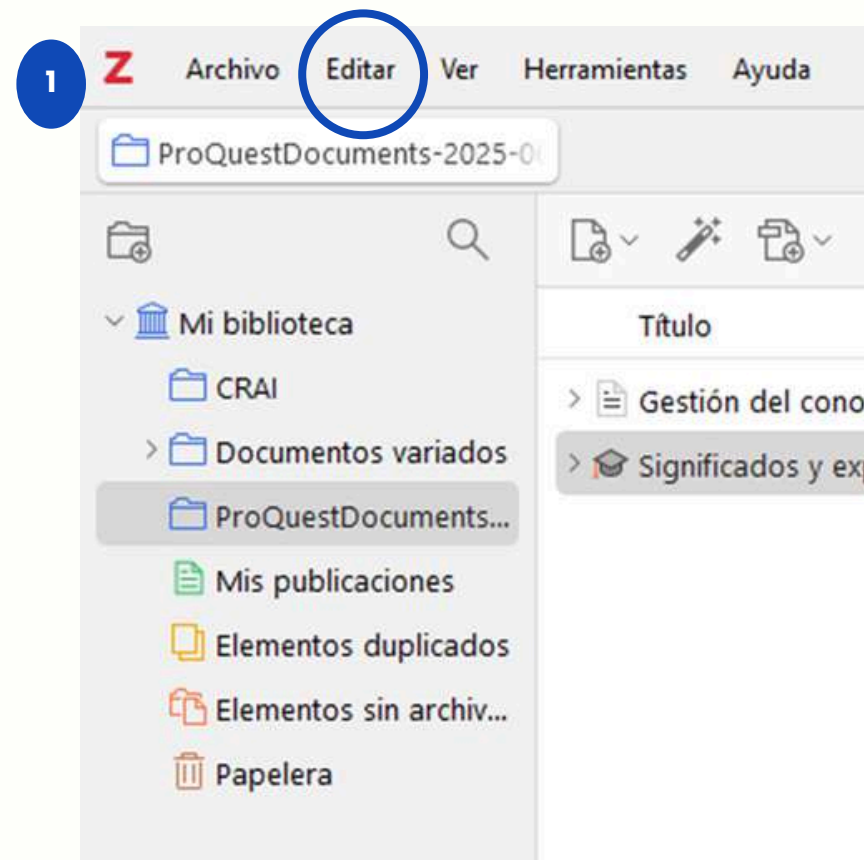 1
Z Archivo Editar Ver Herramientas Ayuda
ProQuestDocuments-2025-0
Mi biblioteca
Título
CRAI
Gestión del cono
Documentos variados
Significados y ex
ProQuestDocuments...
Mis publicaciones
Elementos duplicados
Elementos sin archiv...
Papelera